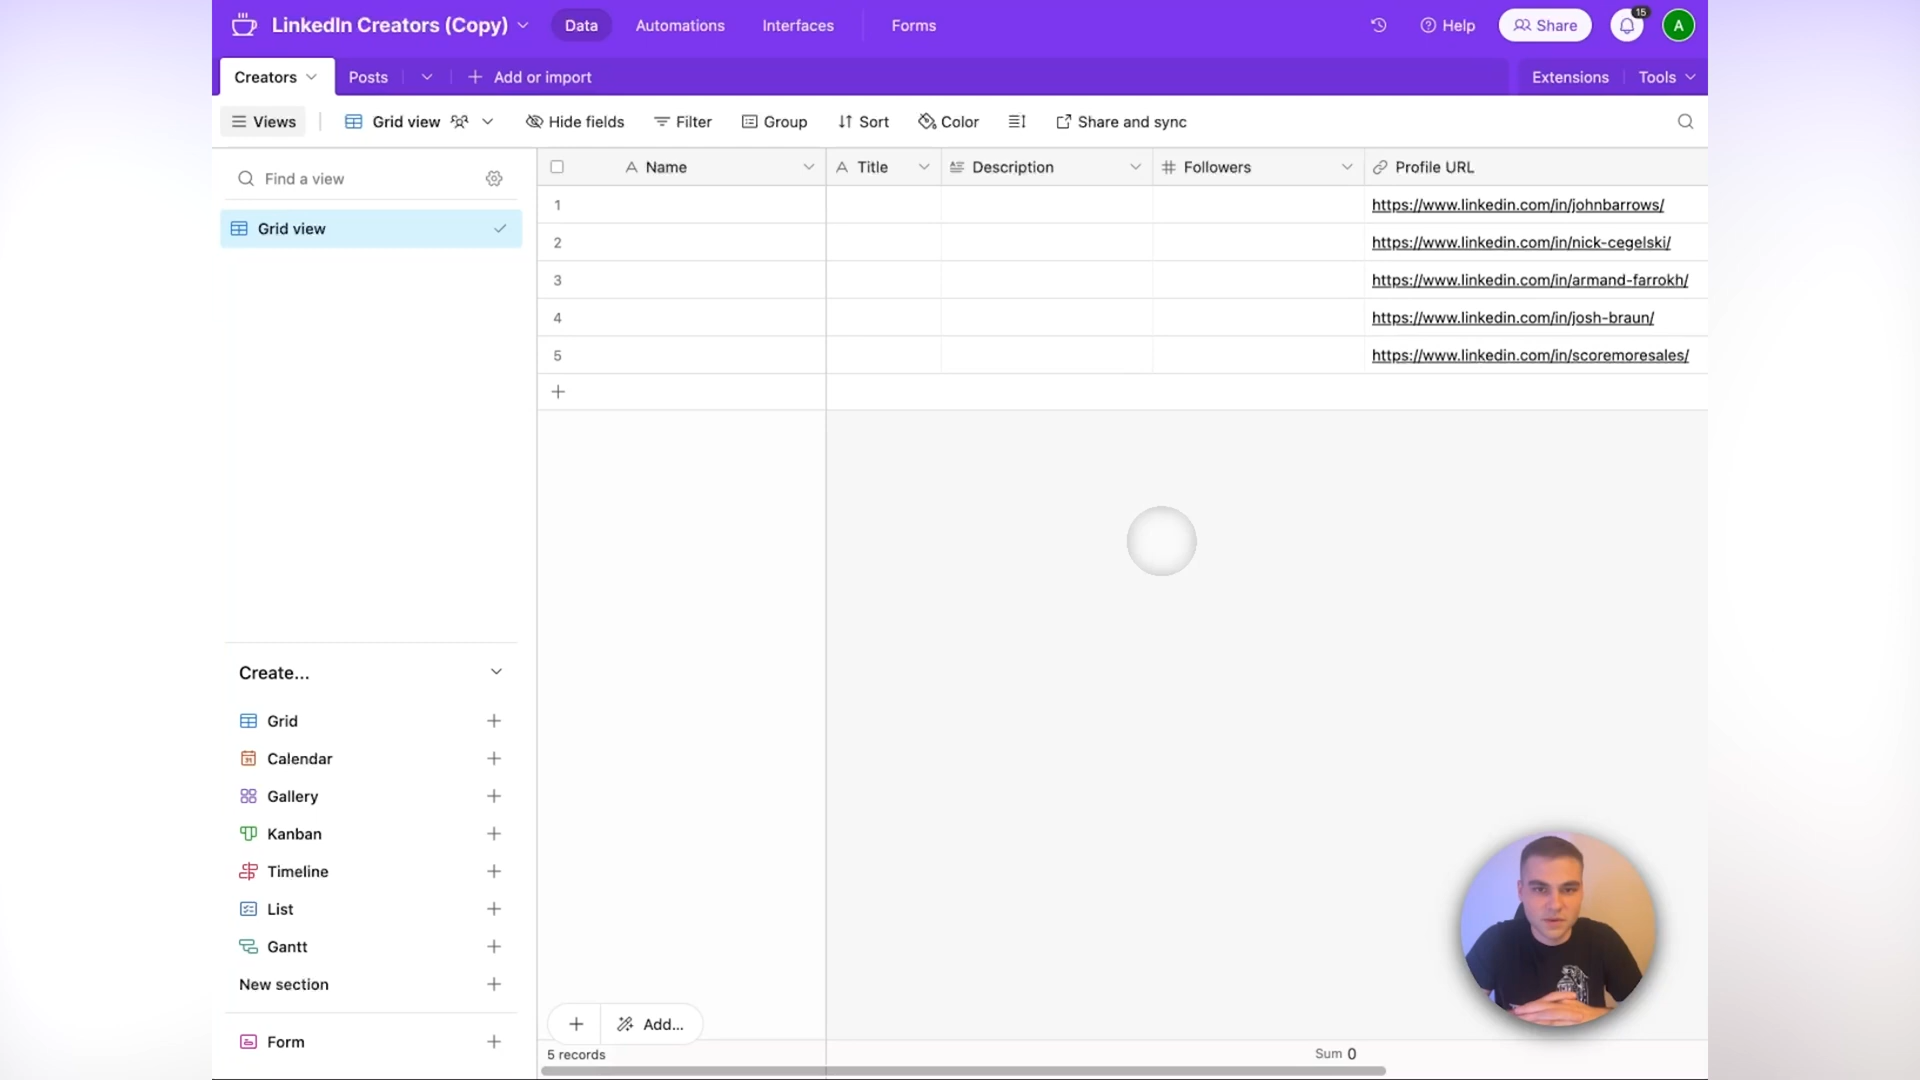 LinkedIn Creators (Copy)
Data
Automations
Interfaces
Forms
Help
Share
15
A
Creators
Posts
Add or import
Extensions
Tools
Views
Grid view
Hide fields
Filter
Group
Sort
Color
Share and sync
Find a view
Grid view
Name
Title
Description
Followers
Profile URL
1
https://www.linkedin.com/in/johnbarrows/
2
https://www.linkedin.com/in/nick-cegelski/
3
https://www.linkedin.com/in/armand-farrokh/
4
https://www.linkedin.com/in/josh-braun/
5
https://www.linkedin.com/in/scoremoresales/
Create...
Grid
Calendar
Gallery
Kanban
Timeline
List
Gantt
New section
Form
Add...
5 records
Sum 0